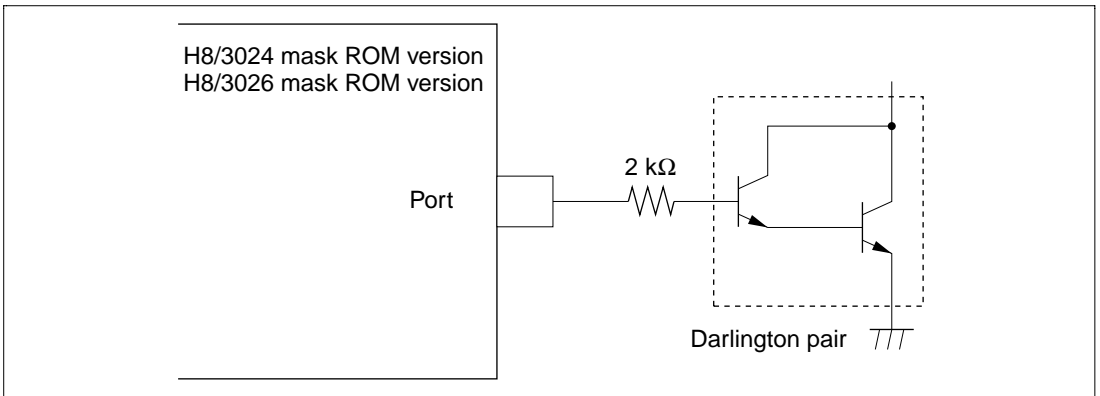 H8/3024 mask ROM version
H8/3026 mask ROM version
2 kΩ
Port
Darlington pair